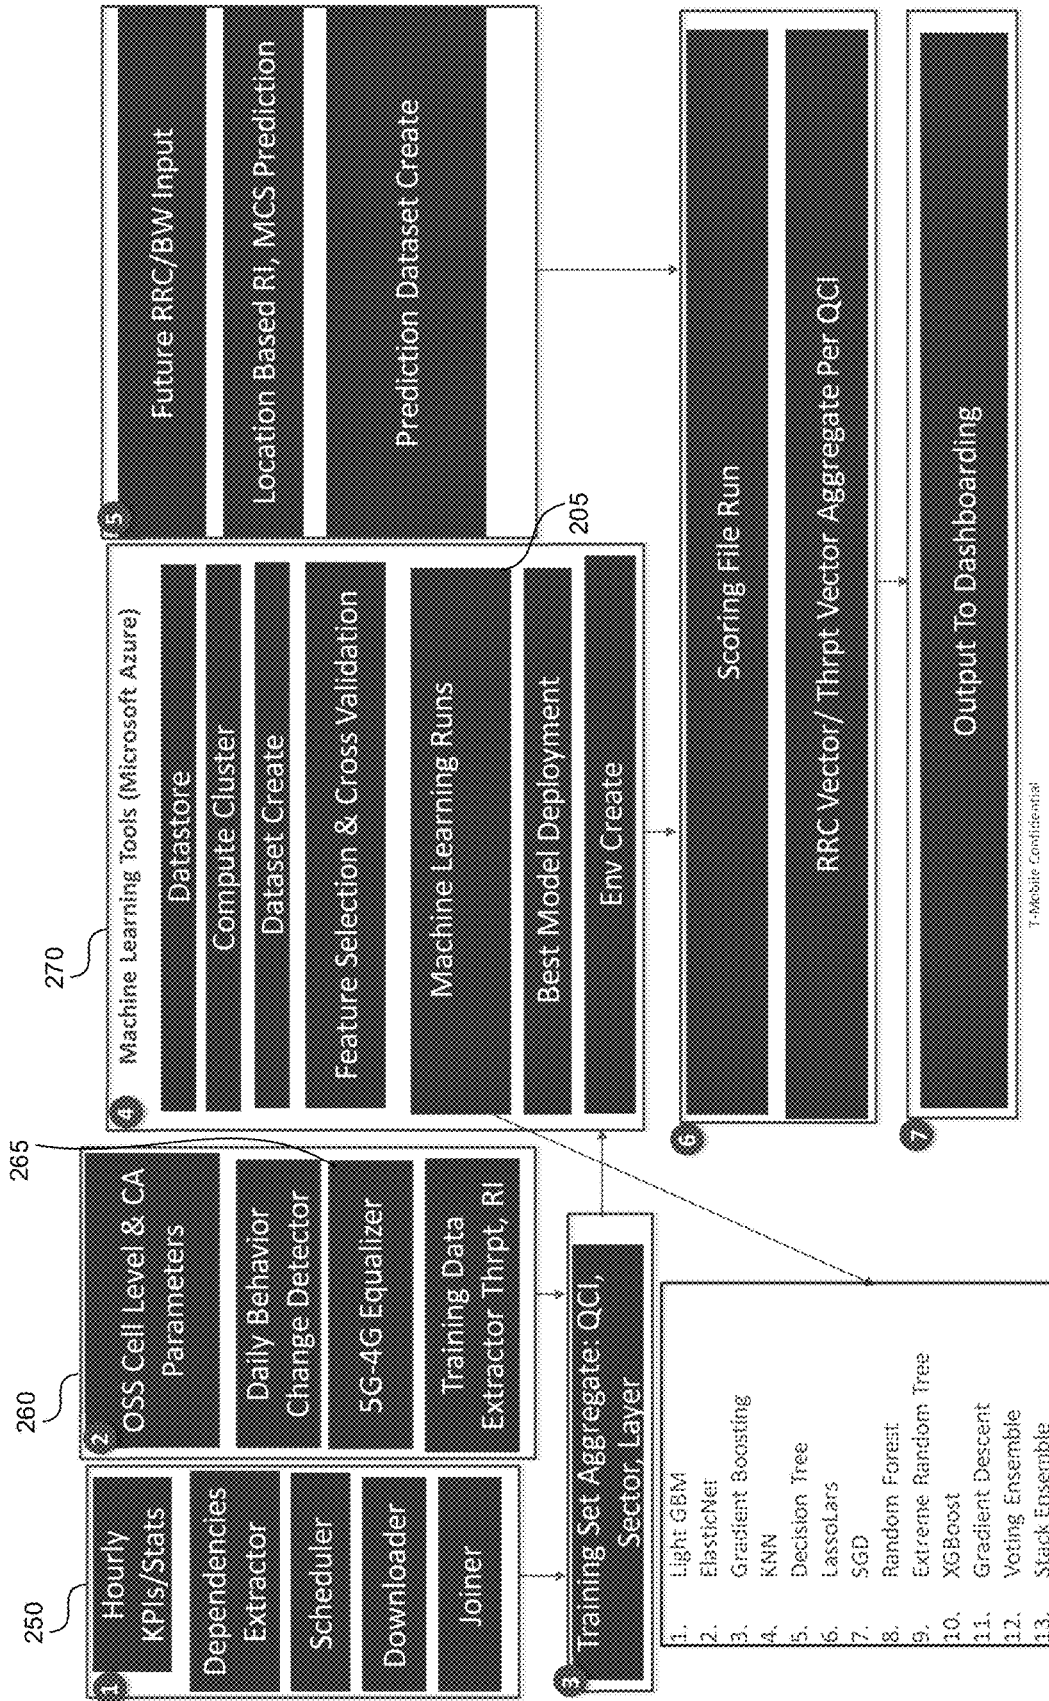 250
1
Hourly
KPIs/Stats
Dependencies
Extractor
Scheduler
Downloader
Joiner
260
2
OSS Cell Level & CA
Parameters
Daily Behavior
Change Detector
265
5G-4G Equalizer
Training Data
Extractor Thrpt, RI
3
Training Set Aggregate: QCI,
Sector, Layer
270
4
Machine Learning Tools (Microsoft Azure)
Datastore
Compute Cluster
Dataset Create
Feature Selection & Cross Validation
Machine Learning Runs
205
Best Model Deployment
Env Create
5
Future RRC/BW Input
Location Based RI, MCS Prediction
Prediction Dataset Create
6
Scoring File Run
RRC Vector/ Thrpt Vector Aggregate Per QCI
7
Output To Dashboarding
1. Light GBM
2. ElasticNet
3. Gradient Boosting
4. KNN
5. Decision Tree
6. LassoLars
7. SGD
8. Random Forest
9. Extreme Random Tree
10. XGBoost
11. Gradient Descent
12. Voting Ensemble
13. Stack Ensemble
T-Mobile Confidential